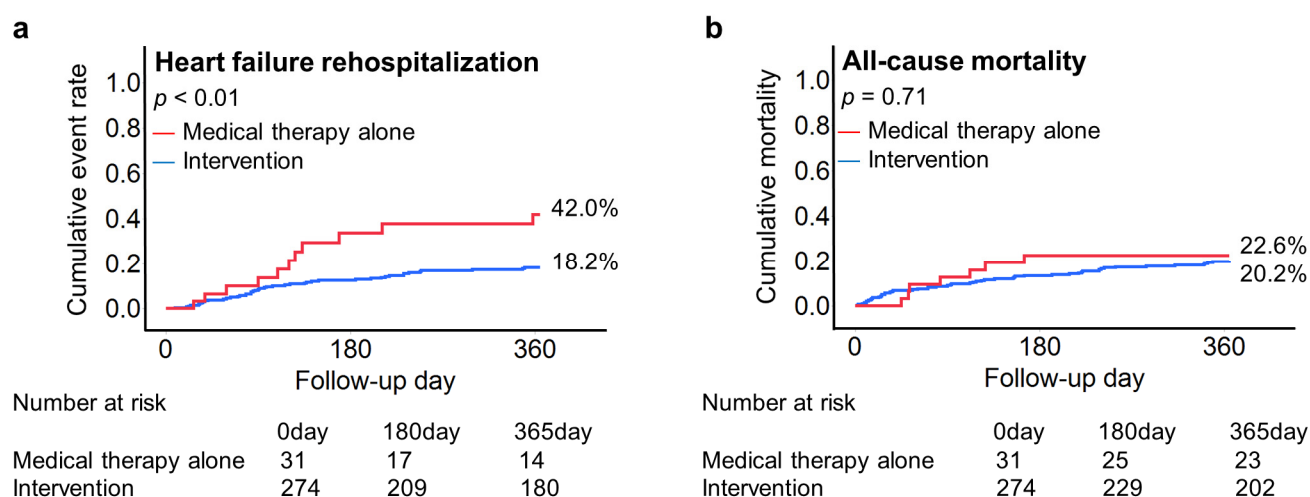 a
Heart failure rehospitalization
p < 0.01
Medical therapy alone
Intervention
Cumulative event rate
1.0
0.8
0.6
0.4
0.2
0.0
42.0%
18.2%
0 180 360
Follow-up day
Number at risk
0day 180day 365day
Medical therapy alone 31 17 14
Intervention 274 209 180
b
All-cause mortality
p = 0.71
Medical therapy alone
Intervention
Cumulative mortality
1.0
0.8
0.6
0.4
0.2
0.0
22.6%
20.2%
0 180 360
Follow-up day
Number at risk
0day 180day 365day
Medical therapy alone 31 25 23
Intervention 274 229 202